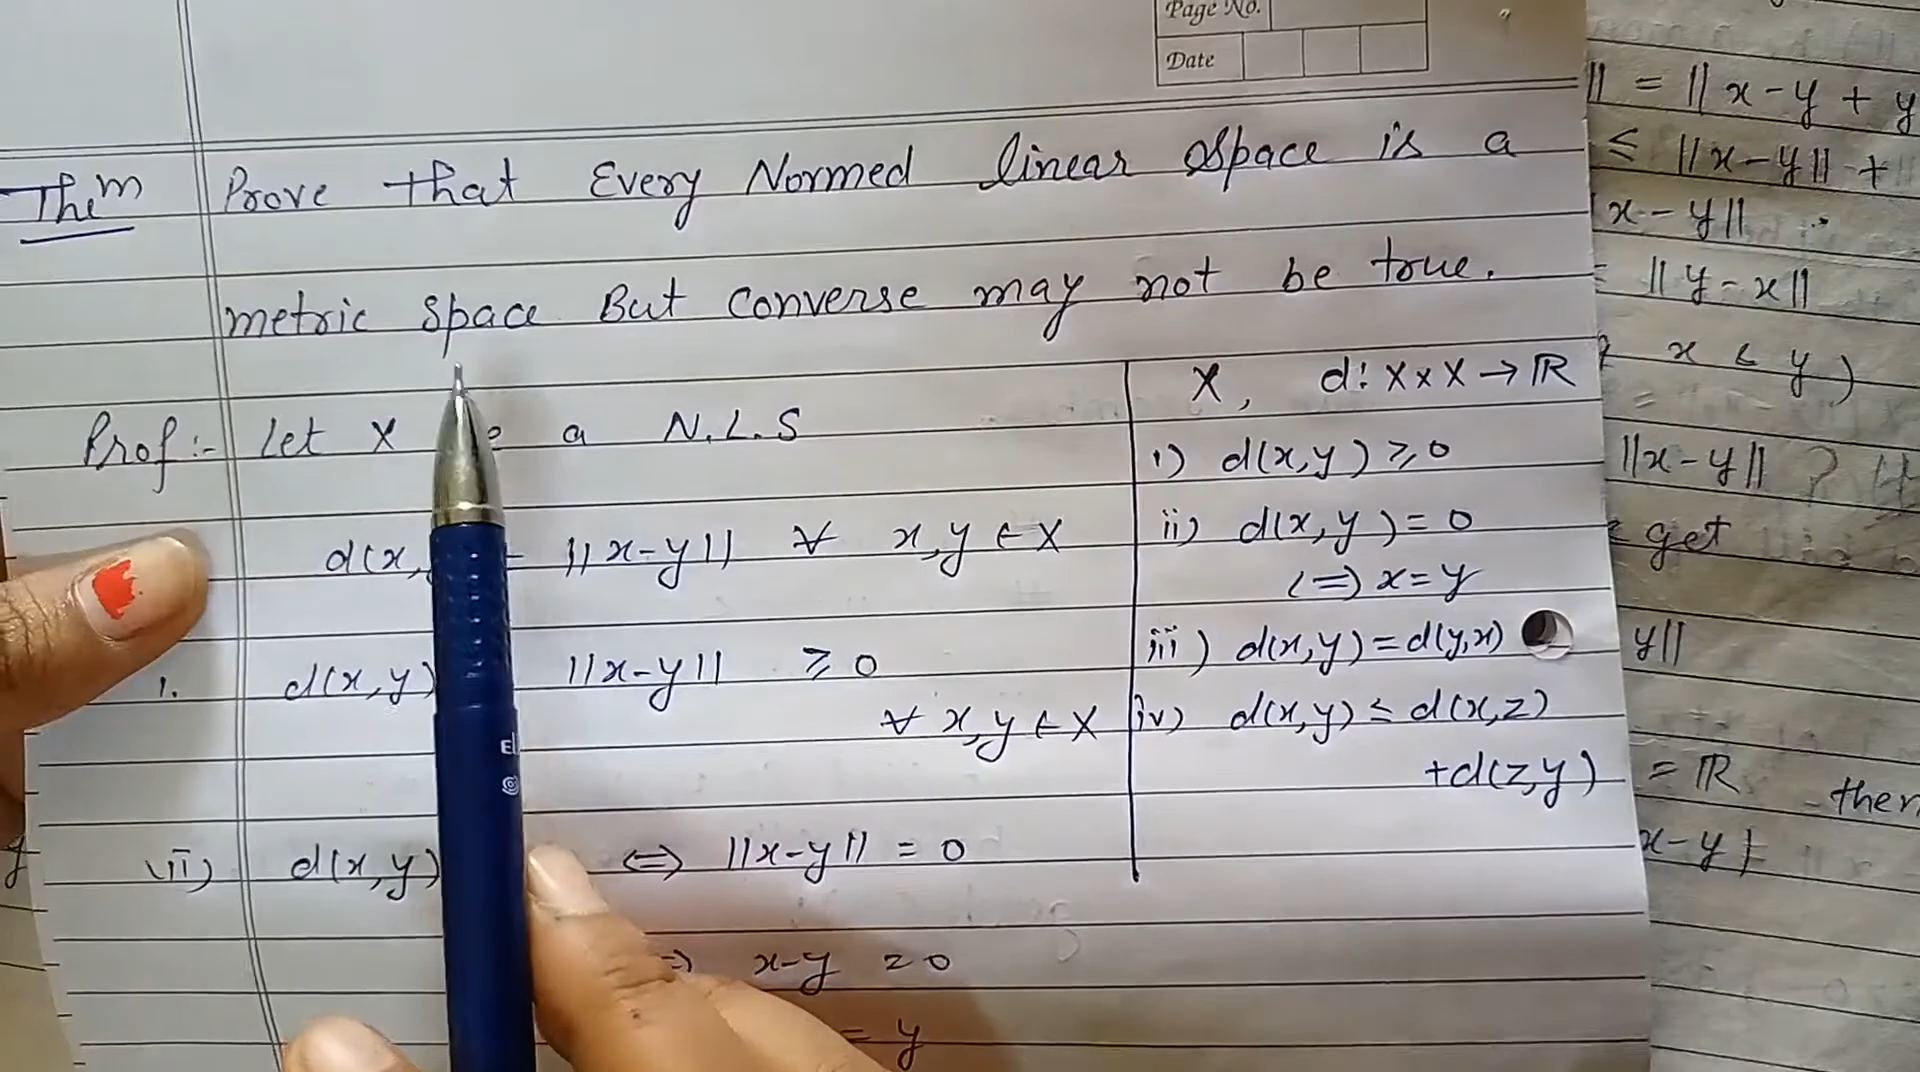 Page No.
Date
Thm Prove that Every Normed linear space is a
metric space But converse may not be true.
Prof:- Let X a N.L.S
d(x, ||x-y|| ∀ x,y ∈ X
1. d(x,y) ||x-y|| ≥ 0
∀ x,y ∈ X
(ii) d(x,y) ⇔ ||x-y|| = 0
x-y = 0
= y
X, d: X×X → ℝ
i) d(x,y) ≥ 0
ii) d(x,y) = 0
⇔ x = y
iii) d(x,y) = d(y,x)
iv) d(x,y) ≤ d(x,z)
+d(z,y)
|| = ||x-y+y
≤ ||x-y|| +
x-y||
= ||y-x||
x < y)
||x-y||
get
y||
= ℝ then
x-y|